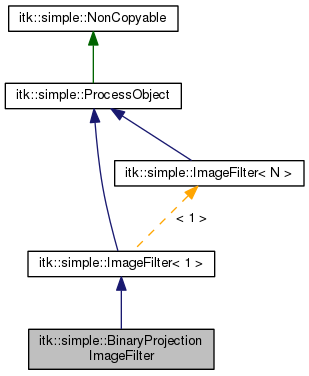 itk::simple::NonCopyable
itk::simple::ProcessObject
itk::simple::ImageFilter< N >
< 1 >
itk::simple::ImageFilter< 1 >
itk::simple::BinaryProjection
ImageFilter